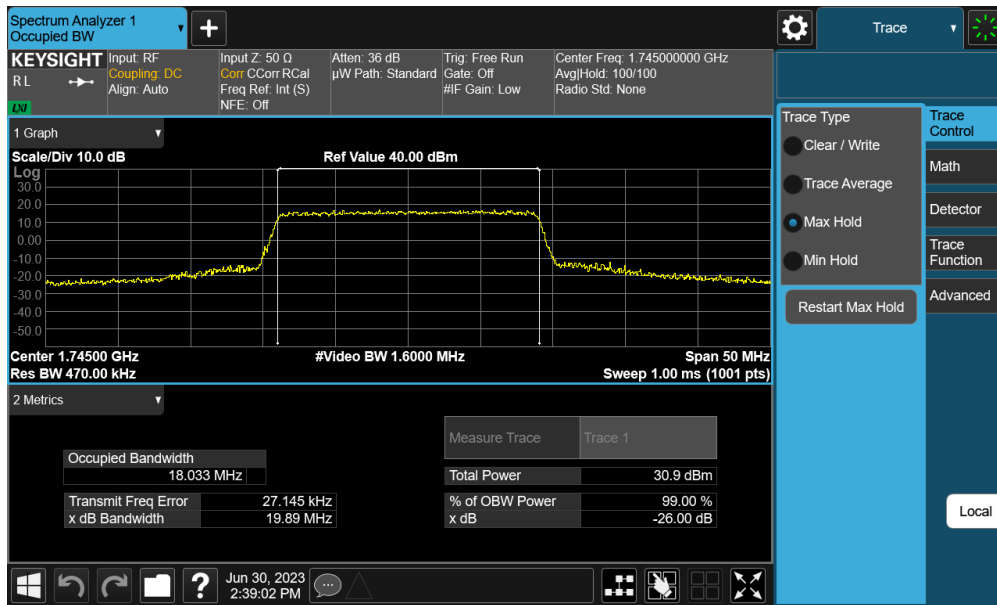 Spectrum Analyzer 1
Occupied BW
+
Trace
KEYSIGHT
R L
LXI
Input: RF
Coupling: DC
Align: Auto
Input Z: 50 Ω
Corr CCorr RCal
Freq Ref: Int (S)
NFE: Off
Atten: 36 dB
µW Path: Standard
Trig: Free Run
Gate: Off
#IF Gain: Low
Center Freq: 1.745000000 GHz
Avg|Hold: 100/100
Radio Std: None
1 Graph
Scale/Div 10.0 dB
Ref Value 40.00 dBm
Log
30.0
20.0
10.0
0.00
-10.0
-20.0
-30.0
-40.0
-50.0
Center 1.74500 GHz
#Video BW 1.6000 MHz
Span 50 MHz
Res BW 470.00 kHz
Sweep 1.00 ms (1001 pts)
2 Metrics
Measure Trace
Trace 1
Occupied Bandwidth
18.033 MHz
Total Power
30.9 dBm
Transmit Freq Error
27.145 kHz
% of OBW Power
99.00 %
x dB Bandwidth
19.89 MHz
x dB
-26.00 dB
Trace Type
Clear / Write
Trace Average
Max Hold
Min Hold
Restart Max Hold
Trace
Control
Math
Detector
Trace
Function
Advanced
Local
?
Jun 30, 2023
2:39:02 PM